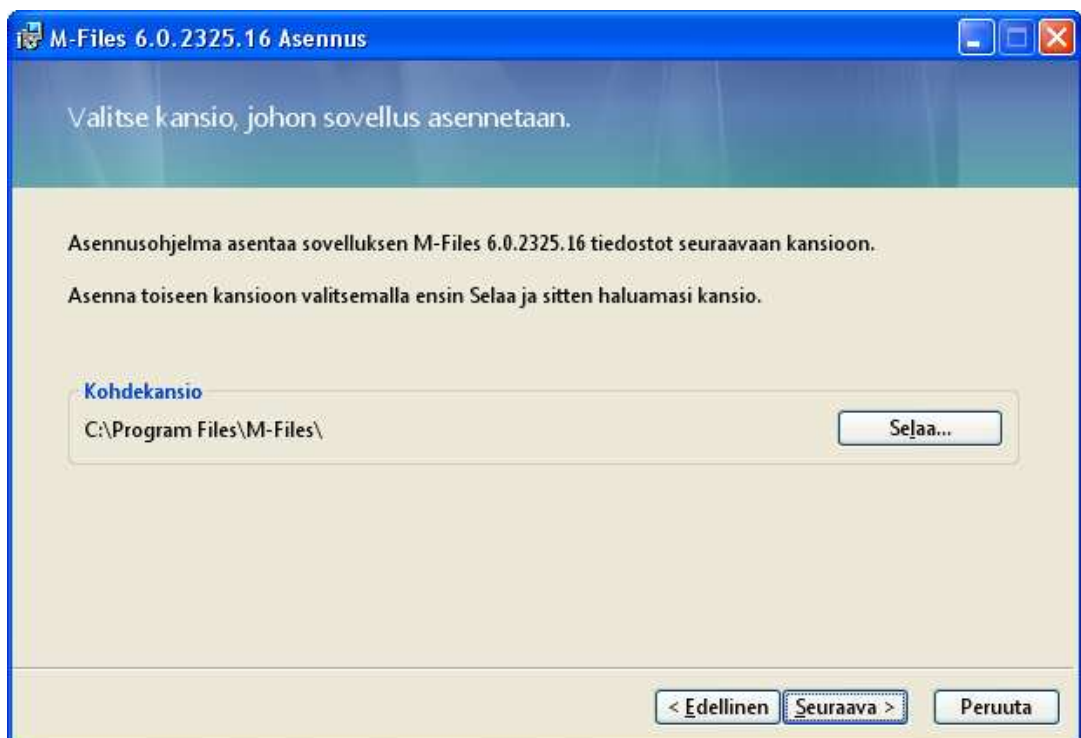 M-Files 6.0.2325.16 Asennus
Valitse kansio, johon sovellus asennetaan.
Asennusohjelma asentaa sovelluksen M-Files 6.0.2325.16 tiedostot seuraavaan kansioon.
Asenna toiseen kansioon valitsemalla ensin Selaa ja sitten haluamasi kansio.
Kohdekansio
C:\Program Files\M-Files\
Selaa...
< Edellinen
Seuraava >
Peruuta